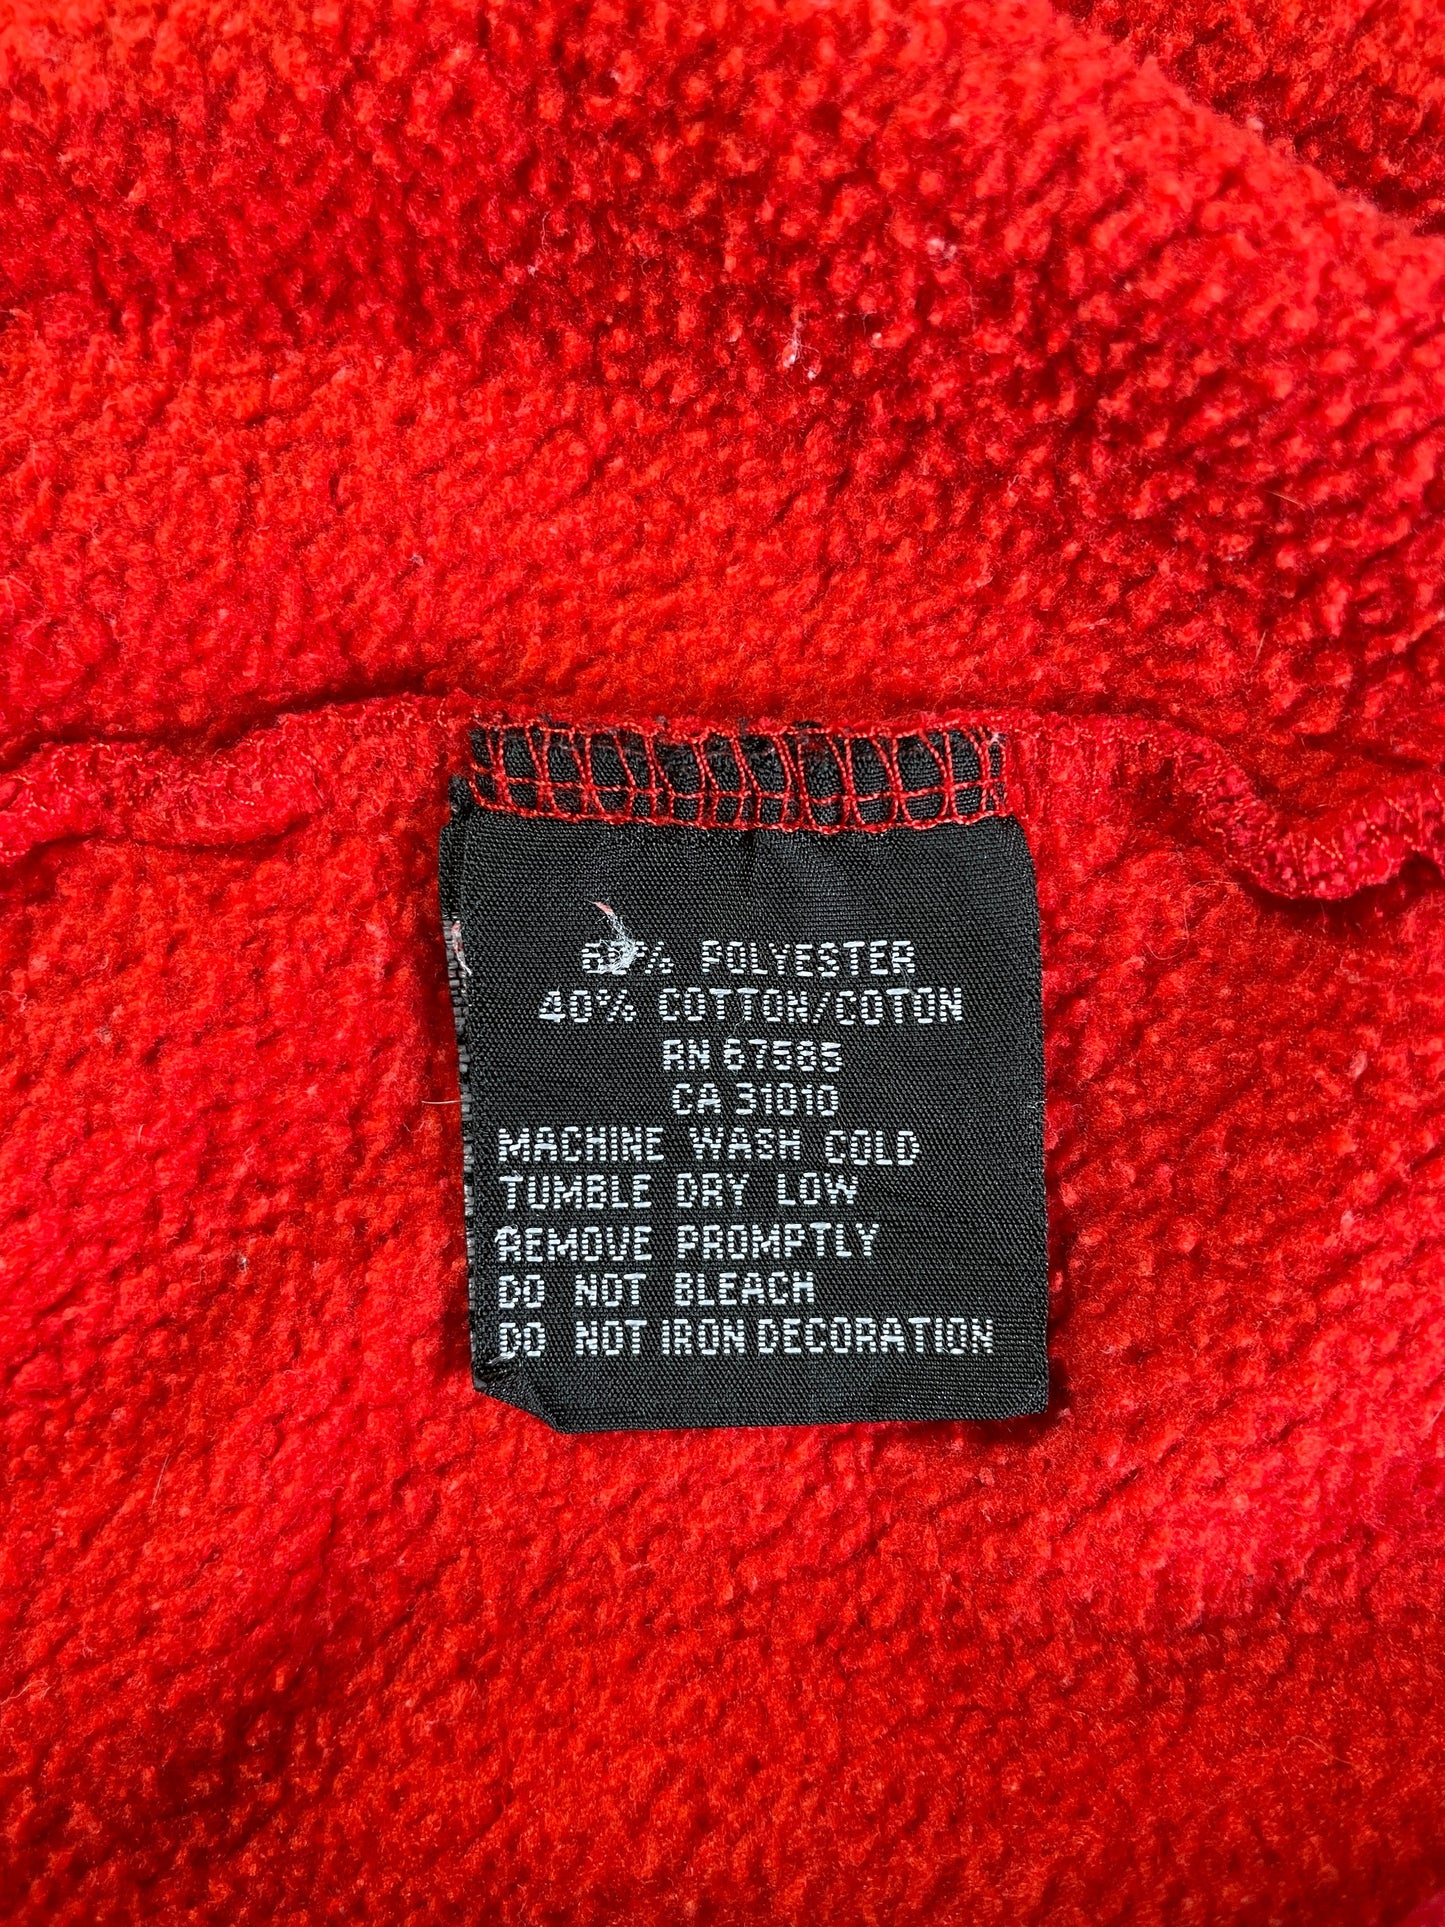 60% POLYESTER
40% COTTON/COTON
RN 67585
CA 31010
MACHINE WASH COLD
TUMBLE DRY LOW
REMOVE PROMPTLY
DO NOT BLEACH
DO NOT IRON DECORATION